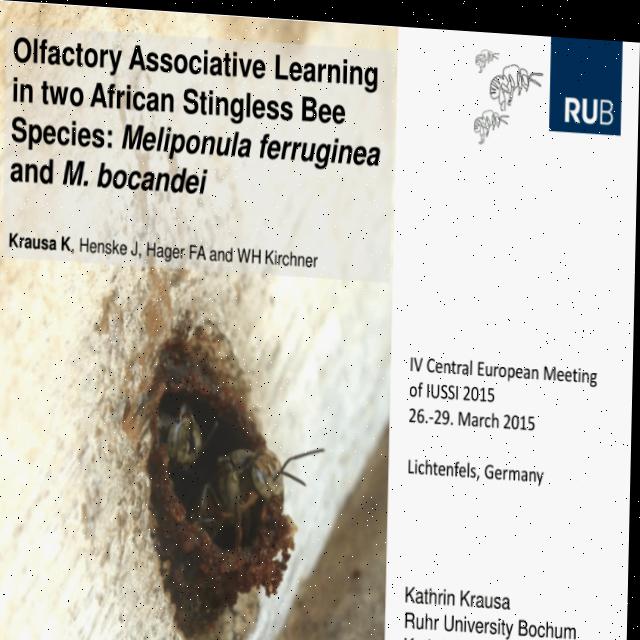 Olfactory Associative Learning
in two African Stingless Bee
Species: Meliponula ferruginea
and M. bocandei
Krausa K, Henske J, Hager FA and WH Kirchner
RUB
IV Central European Meeting
of IUSSI 2015
26.-29. March 2015
Lichtenfels, Germany
Kathrin Krausa
Ruhr University Bochum